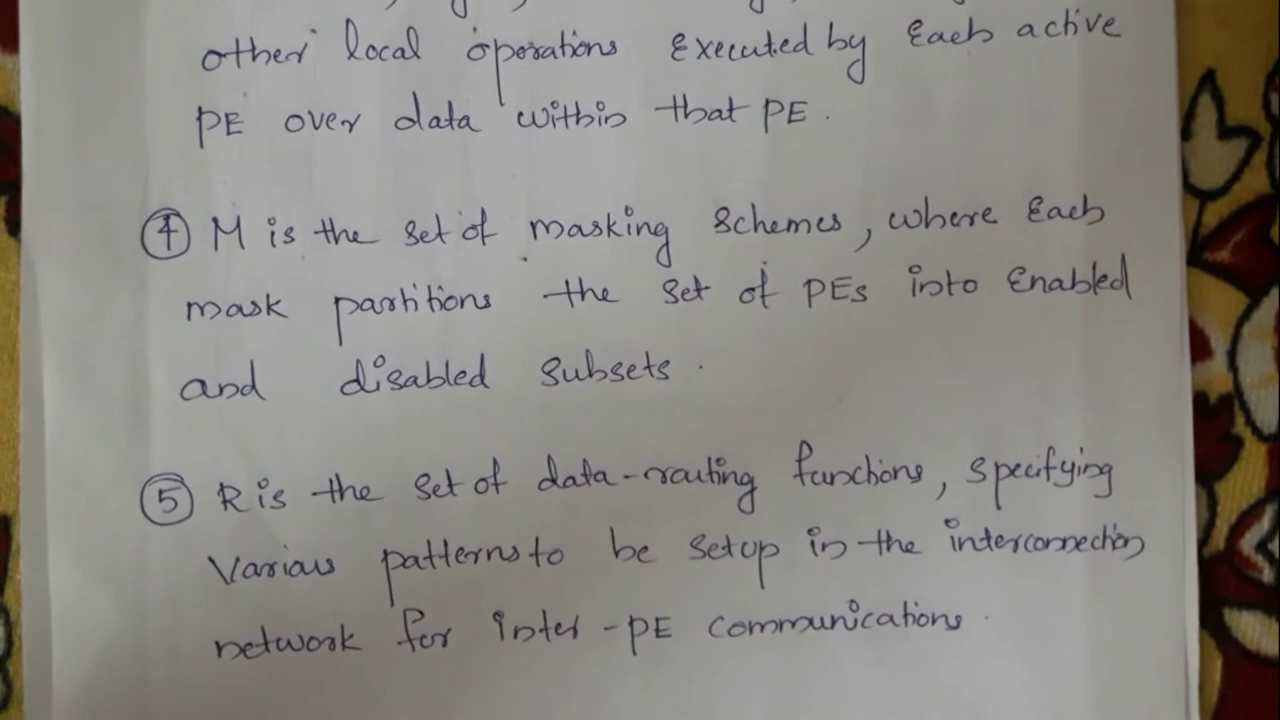 other local operations Executed by Each active
PE over data within that PE.
④ M is the set of masking schemes, where Each
mask partitions the set of PEs into Enabled
and disabled subsets.
⑤ R is the set of data-routing functions, specifying
Various patterns to be setup in the interconnection
network for inter-PE communications.